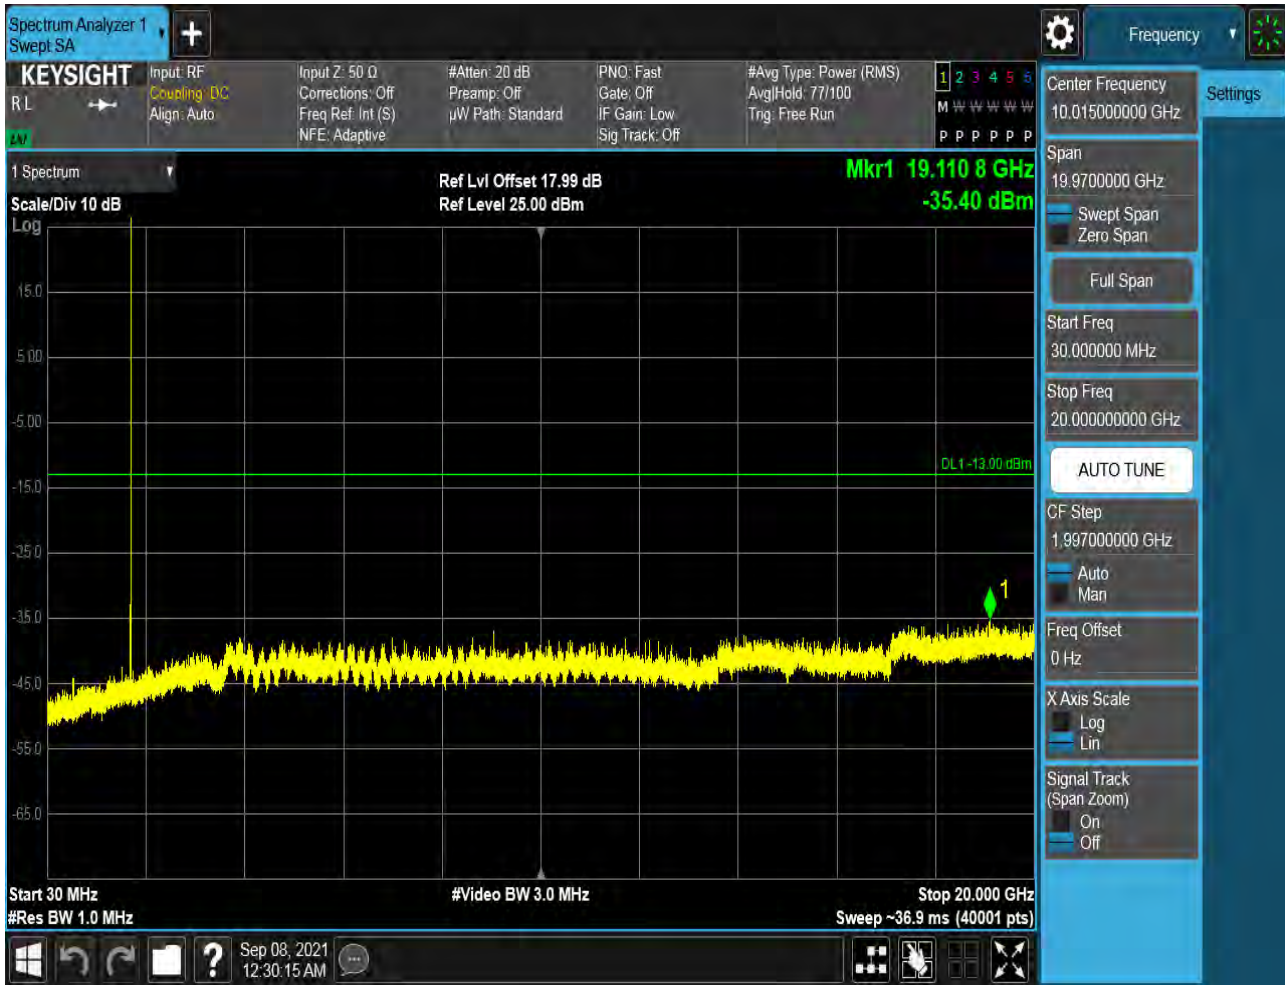 Spectrum Analyzer 1
Swept SA
Frequency
KEYSIGHT
R L
Input: RF
Coupling: DC
Align: Auto
Input Z: 50 Ω
Corrections: Off
Freq Ref: Int (S)
NFE: Adaptive
#Atten: 20 dB
Preamp: Off
µW Path: Standard
PNO: Fast
Gate: Off
IF Gain: Low
Sig Track: Off
#Avg Type: Power (RMS)
Avg|Hold: 77/100
Trig: Free Run
1 2 3 4 5 6
M W W W W W
P P P P P P
1 Spectrum
Scale/Div 10 dB
Ref Lvl Offset 17.99 dB
Ref Level 25.00 dBm
Mkr1 19.110 8 GHz
-35.40 dBm
Log
15.0
5.00
-5.00
DL1 -13.00 dBm
-15.0
-25.0
1
-35.0
-45.0
-55.0
-65.0
Start 30 MHz
#Res BW 1.0 MHz
#Video BW 3.0 MHz
Stop 20.000 GHz
Sweep ~36.9 ms (40001 pts)
Center Frequency
10.015000000 GHz
Settings
Span
19.9700000 GHz
Swept Span
Zero Span
Full Span
Start Freq
30.000000 MHz
Stop Freq
20.000000000 GHz
AUTO TUNE
CF Step
1.997000000 GHz
Auto
Man
Freq Offset
0 Hz
X Axis Scale
Log
Lin
Signal Track
(Span Zoom)
On
Off
?
Sep 08, 2021
12:30:15 AM